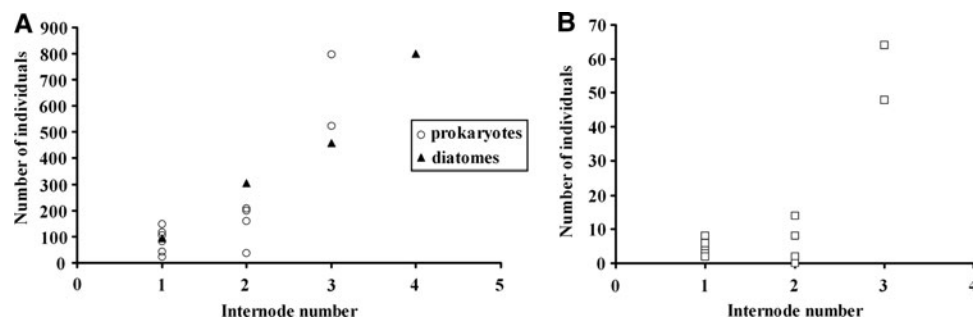 A
900
800
700
600
500
400
300
200
100
0
Number of individuals
0 1 2 3 4 5
Internode number
prokaryotes
diatomes
B
70
60
50
40
30
20
10
0
Number of individuals
0 1 2 3 4
Internode number